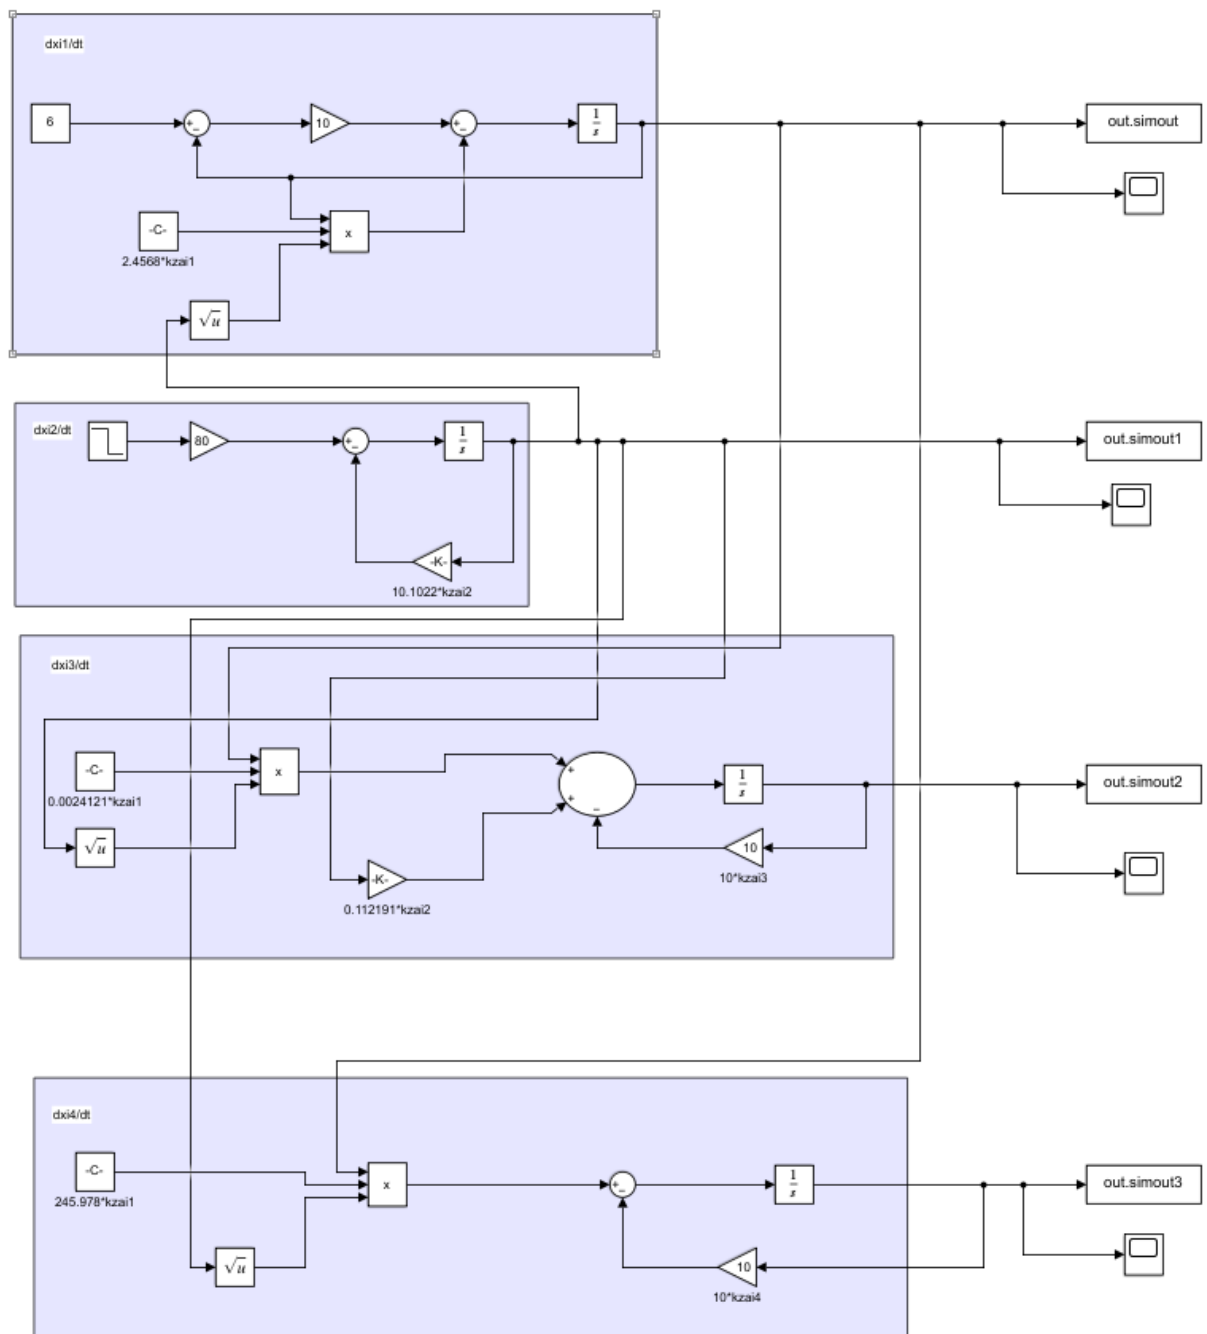 dxi1/dt
6
+
−
10
+
−
1
s
out.simout
-C-
x
2.4568*kzai1
√u
dxi2/dt
80
+
−
1
s
out.simout1
-K-
10.1022*kzai2
dxi3/dt
-C-
x
0.0024121*kzai1
√u
+
+
−
1
s
out.simout2
10
10*kzai3
-K-
0.112191*kzai2
dxi4/dt
-C-
x
245.978*kzai1
√u
+
−
1
s
out.simout3
10
10*kzai4